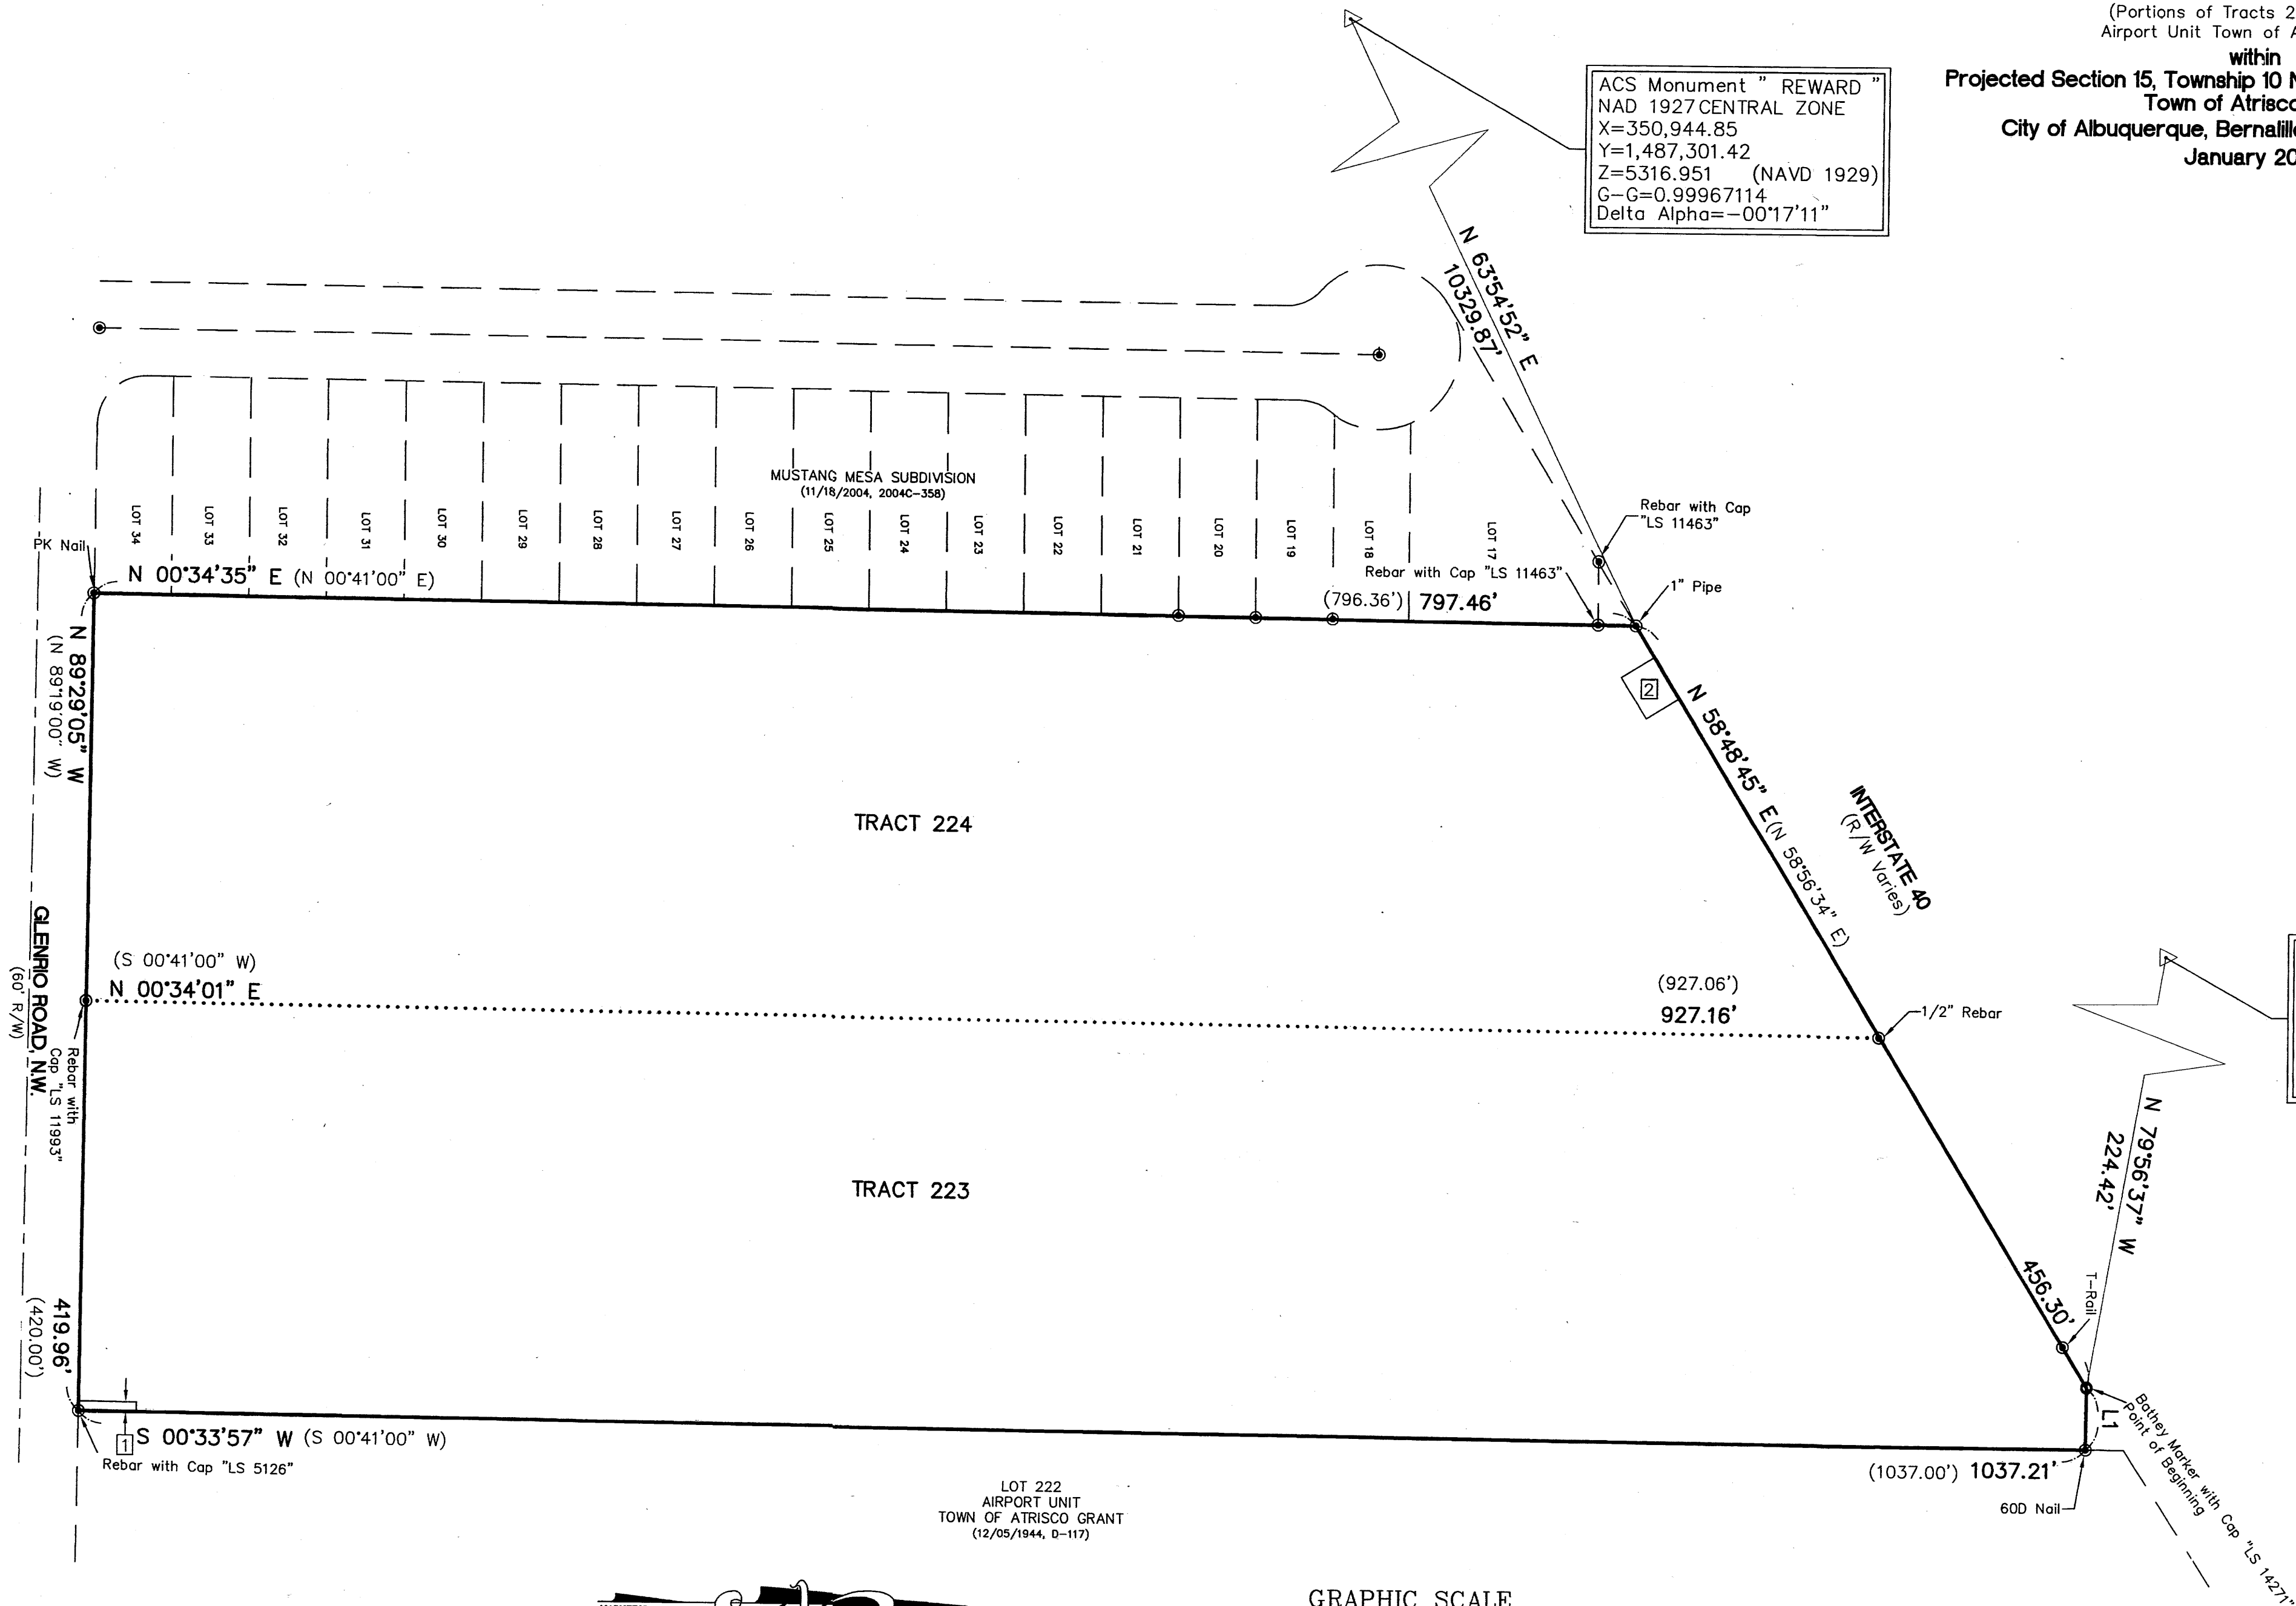 (Portions of Tracts 2
Airport Unit Town of A
within
Projected Section 15, Township 10 N
Town of Atrisco
City of Albuquerque, Bernalill
January 20
ACS Monument " REWARD "
NAD 1927 CENTRAL ZONE
X=350,944.85
Y=1,487,301.42
Z=5316.951 (NAVD 1929)
G-G=0.99967114
Delta Alpha=-00°17'11"
N 63°54'52" E
10329.87'
MUSTANG MESA SUBDIVISION
(11/18/2004, 2004C-358)
LOT 34
LOT 33
LOT 32
LOT 31
LOT 30
LOT 29
LOT 28
LOT 27
LOT 26
LOT 25
LOT 24
LOT 23
LOT 22
LOT 21
LOT 20
LOT 19
LOT 18
LOT 17
Rebar with Cap
"LS 11463"
Rebar with Cap "LS 11463"
1" Pipe
PK Nail
N 00°34'35" E (N 00°41'00" E)
(796.36') 797.46'
N 89°29'05" W
(N 89°19'00" W)
2
N 58°48'45" E (N 58°56'34" E)
INTERSTATE 40
(R/W Varies)
TRACT 224
(S 00°41'00" W)
N 00°34'01" E
(927.06')
927.16'
1/2" Rebar
GLENRIO ROAD, N.W.
(60' R/W)
Rebar with
Cap "LS 11993"
TRACT 223
N 79°56'37" W
224.42'
456.30'
T-Rail
419.96'
(420.00')
L1
Bathey Marker with Cap "LS 14271"
Point of Beginning
1
S 00°33'57" W (S 00°41'00" W)
Rebar with Cap "LS 5126"
(1037.00') 1037.21'
60D Nail
LOT 222
AIRPORT UNIT
TOWN OF ATRISCO GRANT
(12/05/1944, D-117)
GRAPHIC SCALE